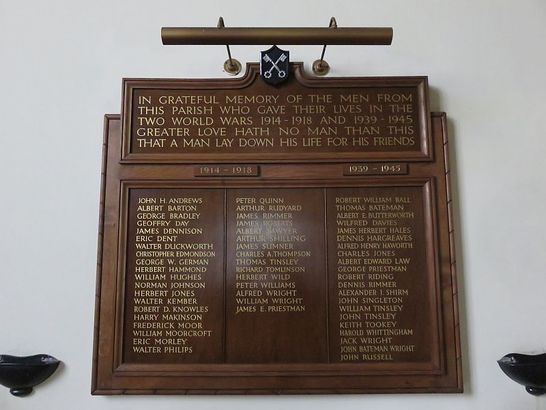 IN GRATEFUL MEMORY OF THE MEN FROM
THIS PARISH WHO GAVE THEIR LIVES IN THE
TWO WORLD WARS 1914-1918 AND 1939-1945
GREATER LOVE HATH NO MAN THAN THIS
THAT A MAN LAY DOWN HIS LIFE FOR HIS FRIENDS
1914-1918
JOHN H. ANDREWS
ALBERT BARTON
GEORGE BRADLEY
GEOFFRY DAY
JAMES DENNISON
ERIC DENT
WALTER DUCKWORTH
CHRISTOPHER EDMONDSON
GEORGE W. GERMAN
HERBERT HAMMOND
WILLIAM HUGHES
NORMAN JOHNSON
HERBERT JONES
WALTER KEMBER
ROBERT D. KNOWLES
HARRY MAKINSON
FREDERICK MOOR
WILLIAM MOORCROFT
ERIC MORLEY
WALTER PHILIPS
PETER QUINN
ARTHUR RUDYARD
JAMES RIMMER
JAMES ROBERTS
ALBERT SAWYER
ARTHUR SHILLING
JAMES SUMNER
CHARLES A. THOMPSON
THOMAS TINSLEY
RICHARD TOMLINSON
HERBERT WILD
PETER WILLIAMS
ALFRED WRIGHT
WILLIAM WRIGHT
JAMES E. PRIESTMAN
1939-1945
ROBERT WILLIAM BALL
THOMAS BATEMAN
ALBERT E BUTTERWORTH
WILFRED DAVIES
JAMES HERBERT HALES
DENNIS HARGREAVES
ALFRED HENRY HAWORTH
CHARLES JONES
ALBERT EDWARD LAW
GEORGE PRIESTMAN
ROBERT RIDING
DENNIS RIMMER
ALEXANDER J. SHIRM
JOHN SINGLETON
WILLIAM TINSLEY
JOHN TINSLEY
KEITH TOOKEY
HAROLD WHITTINGHAM
JACK WRIGHT
JOHN BATEMAN WRIGHT
JOHN RUSSELL